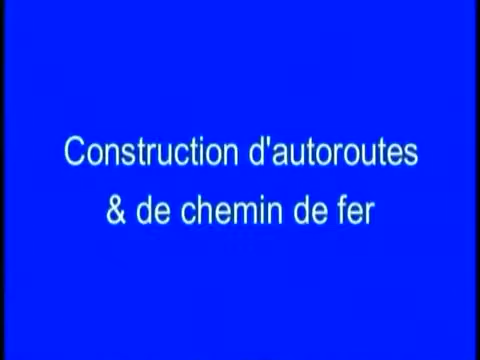 Construction d'autoroutes
& de chemin de fer